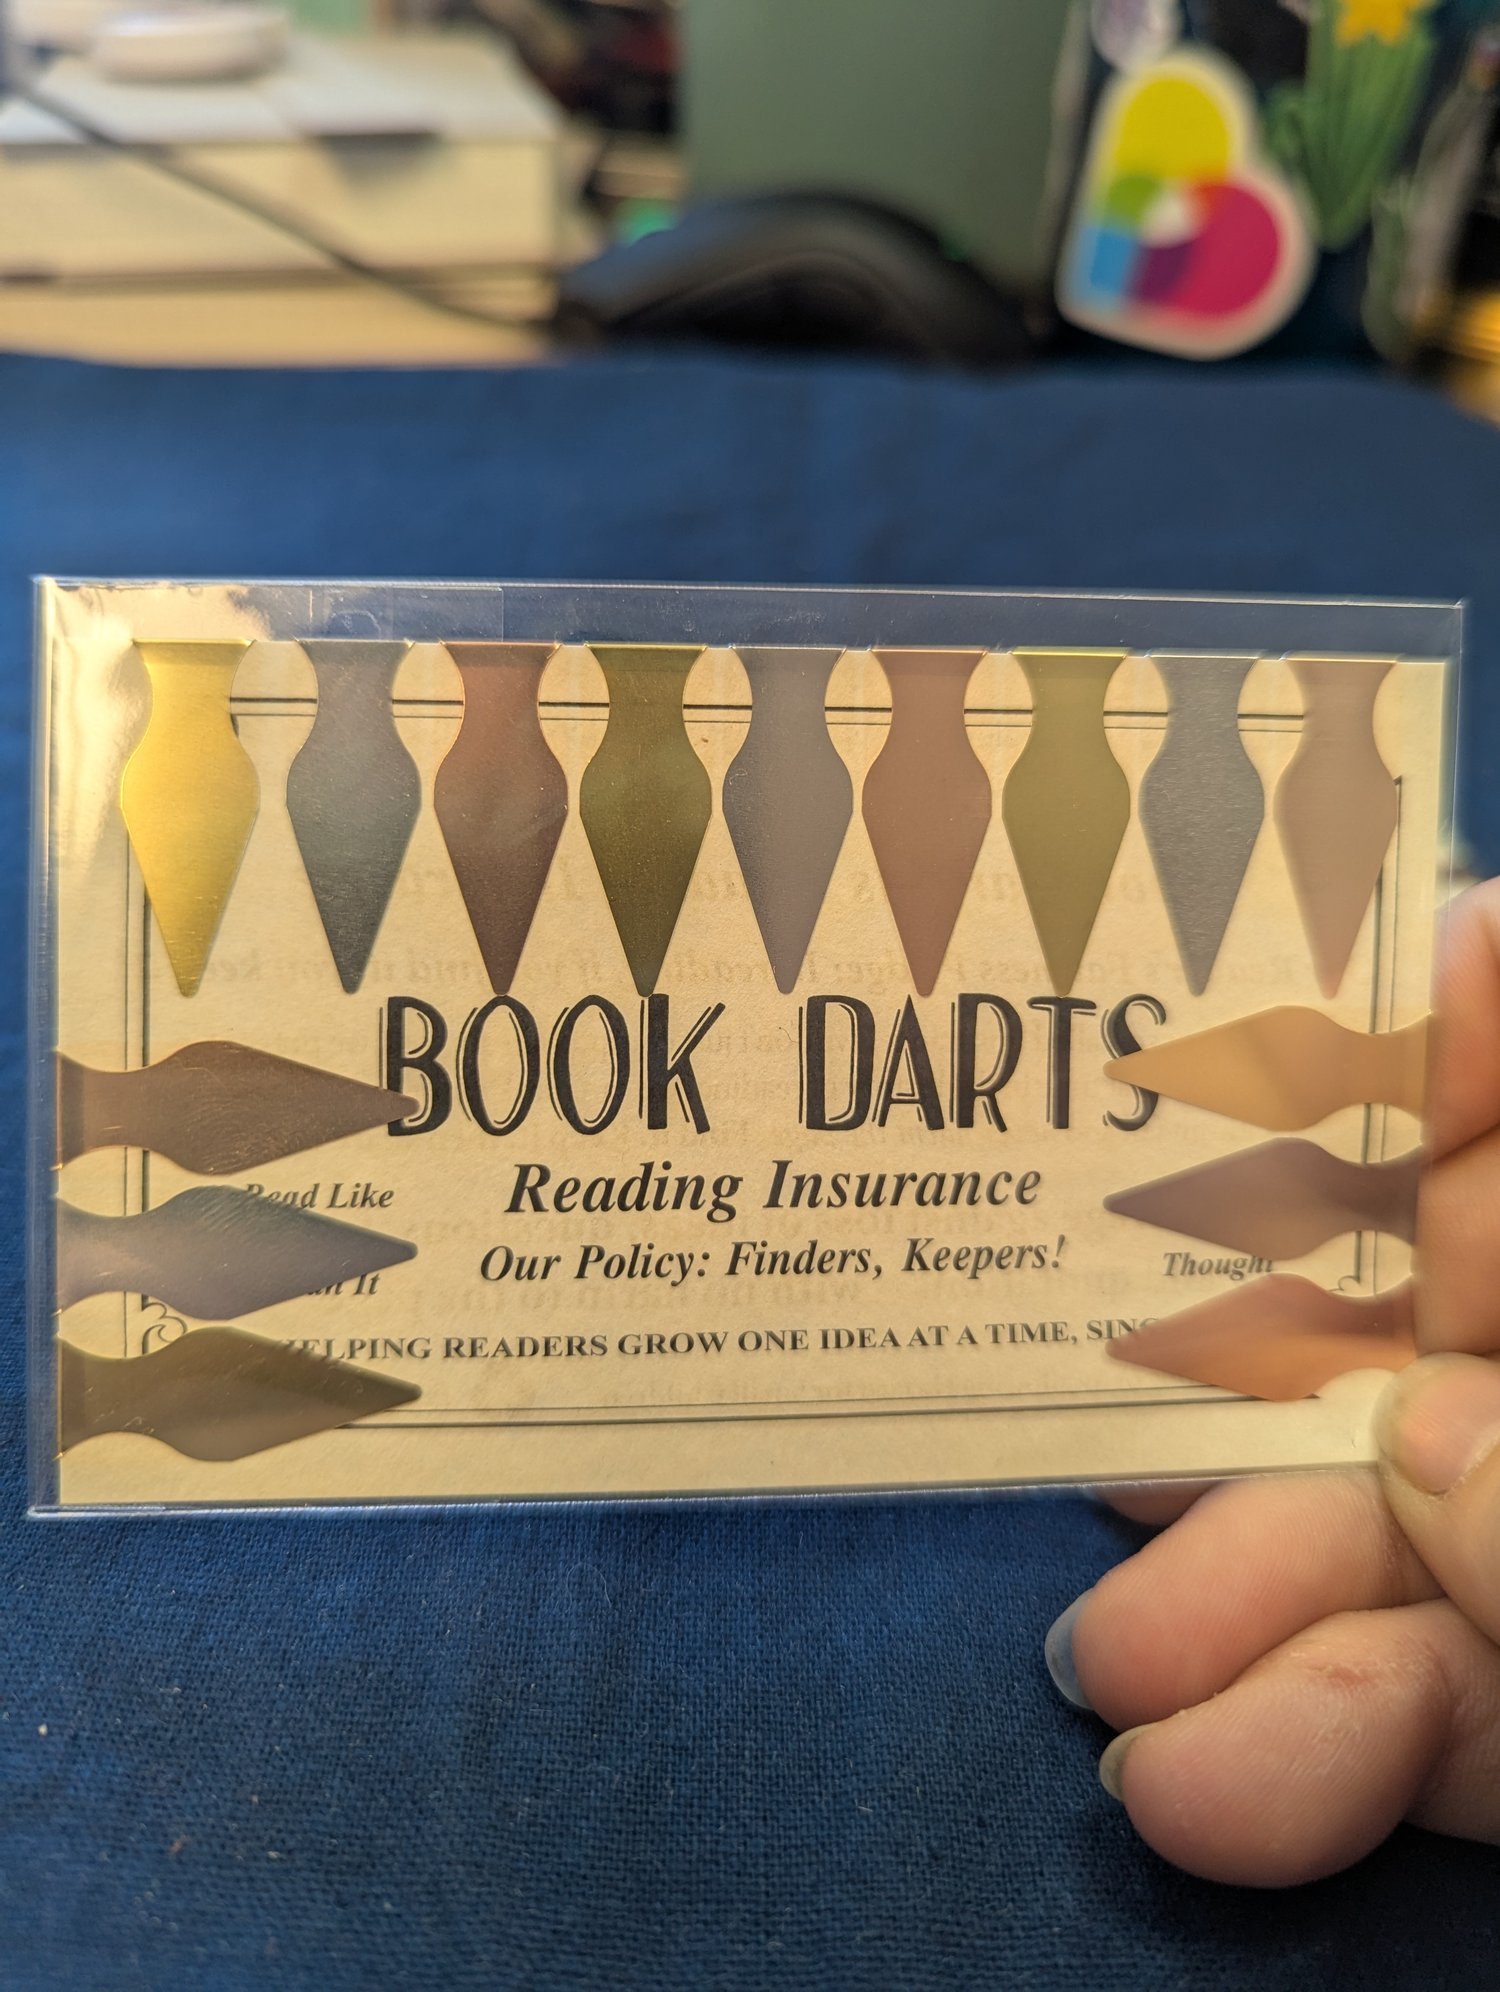 BOOK DARTS
Reading Insurance
Read Like
Our Policy: Finders, Keepers!
Thought
It
HELPING READERS GROW ONE IDEA AT A TIME,